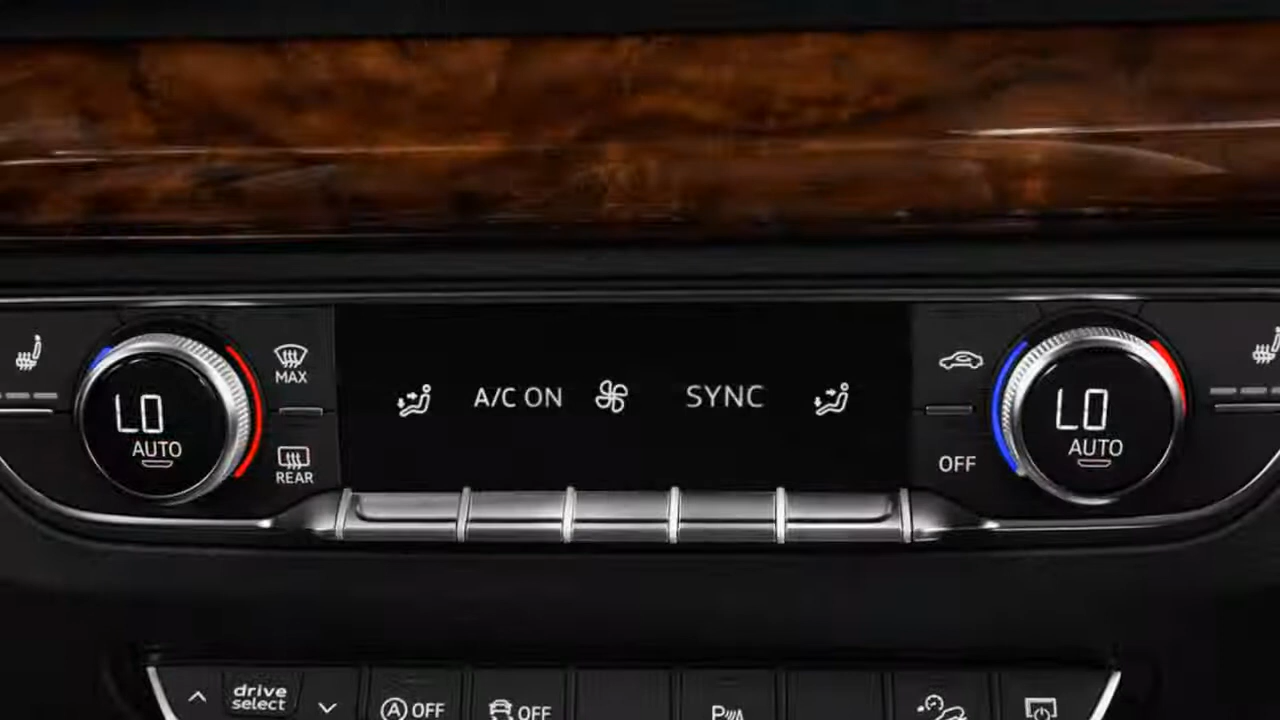 MAX
LO
AUTO
REAR
A/C ON
SYNC
OFF
LO
AUTO
drive
select
A OFF
OFF
P